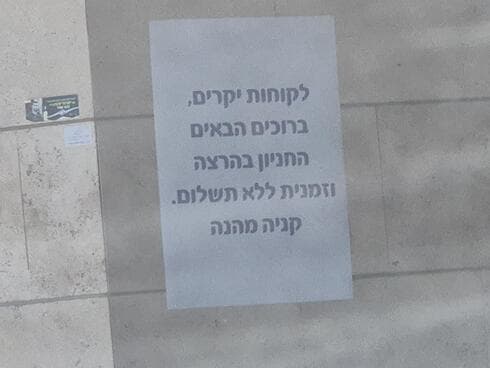 לקוחות יקרים,
ברוכים הבאים
החניון בהרצה
וזמנית ללא תשלום.
קניה מהנה